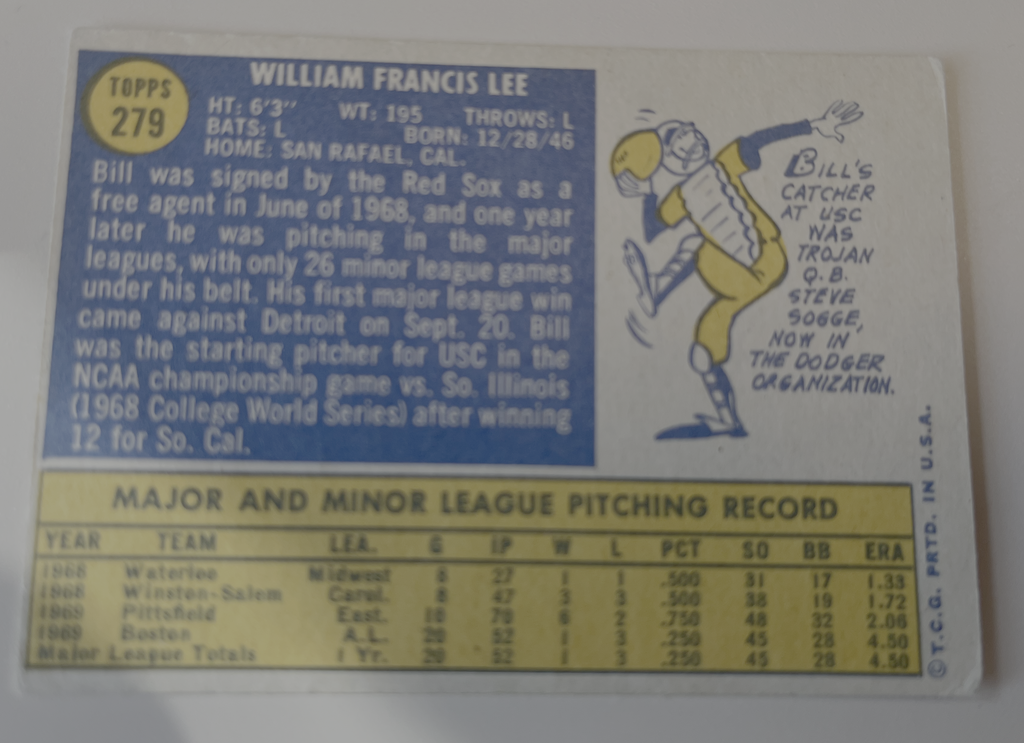 TOPPS
279
WILLIAM FRANCIS LEE
HT: 6'3" WT: 195 THROWS: L
BATS: L BORN: 12/28/46
HOME: SAN RAFAEL, CAL.
Bill was signed by the Red Sox as a
free agent in June of 1968, and one year
later he was pitching in the major
leagues, with only 26 minor league games
under his belt. His first major league win
came against Detroit on Sept. 20. Bill
was the starting pitcher for USC in the
NCAA championship game vs. So. Illinois
(1968 College World Series) after winning
12 for So. Cal.
BILL'S
CATCHER
AT USC
WAS
TROJAN
Q.B.
STEVE
SOGGE,
NOW IN
THE DODGER
ORGANIZATION.
MAJOR AND MINOR LEAGUE PITCHING RECORD
YEAR TEAM LEA. G IP W L PCT SO BB ERA
1968 Waterloo Midwest 27 1 1 .500 31 17 1.33
1968 Winston-Salem Carol. 8 47 3 3 .500 38 19 1.72
1969 Pittsfield East. 10 70 6 2 .750 48 32 2.06
1969 Boston A.L. 20 52 1 3 .250 45 28 4.50
Major League Totals 1 Yr. 20 52 1 3 .250 45 28 4.50
©T.C.G. PRTD. IN U.S.A.